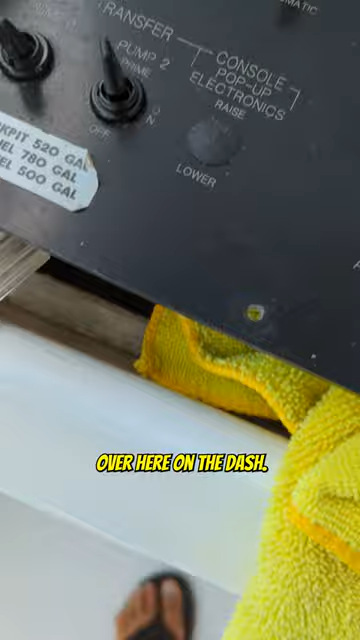 TRANSFER
PUMP 2
PRIME
ON
OFF
CONSOLE
POP-UP
ELECTRONICS
RAISE
LOWER
520 GAL
780 GAL
500 GAL
OVER HERE ON THE DASH.